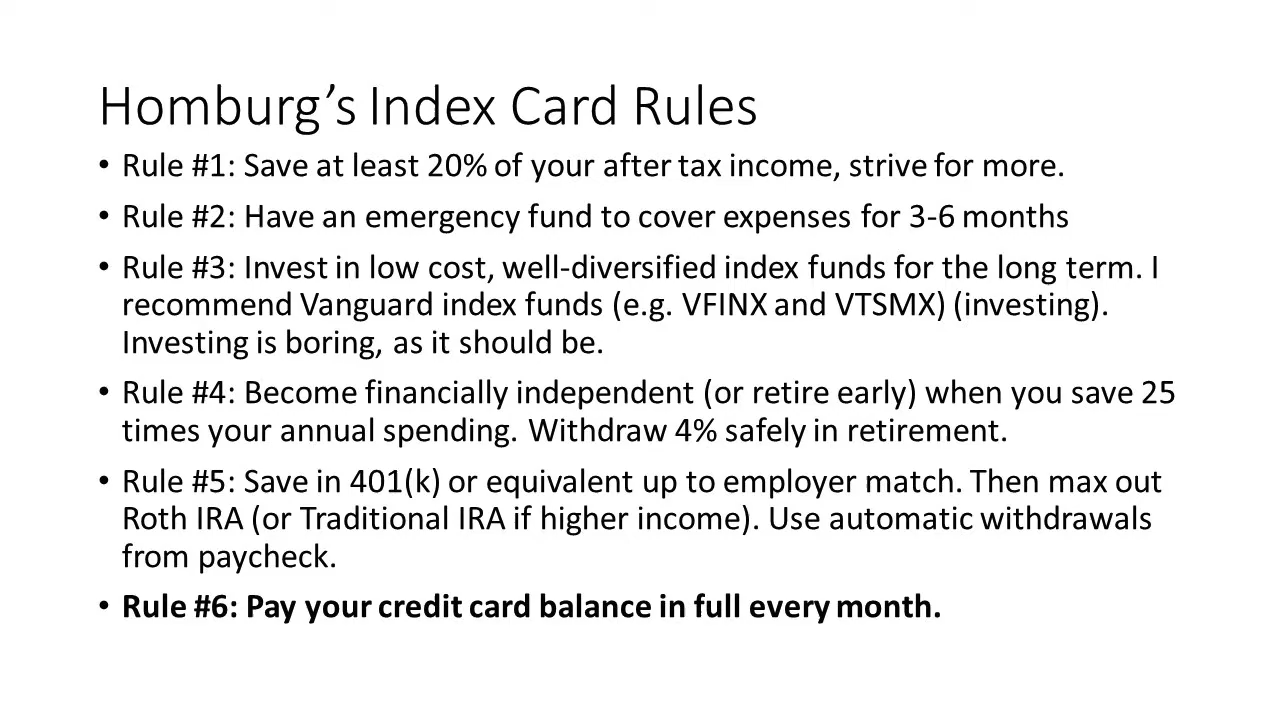 Homburg’s Index Card Rules
• Rule #1: Save at least 20% of your after tax income, strive for more.
• Rule #2: Have an emergency fund to cover expenses for 3-6 months
• Rule #3: Invest in low cost, well-diversified index funds for the long term. I
recommend Vanguard index funds (e.g. VFINX and VTSMX) (investing).
Investing is boring, as it should be.
• Rule #4: Become financially independent (or retire early) when you save 25
times your annual spending. Withdraw 4% safely in retirement.
• Rule #5: Save in 401(k) or equivalent up to employer match. Then max out
Roth IRA (or Traditional IRA if higher income). Use automatic withdrawals
from paycheck.
• Rule #6: Pay your credit card balance in full every month.